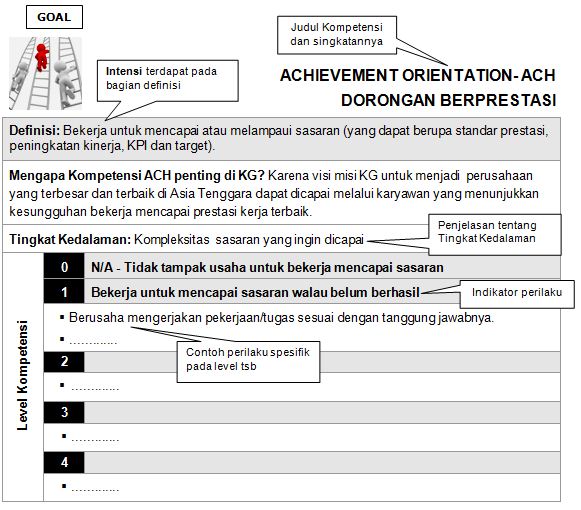 GOAL
Judul Kompetensi
dan singkatannya
Intensi terdapat pada
bagian definisi
ACHIEVEMENT ORIENTATION- ACH
DORONGAN BERPRESTASI
Definisi: Bekerja untuk mencapai atau melampaui sasaran (yang dapat berupa standar prestasi,
peningkatan kinerja, KPI dan target).
Mengapa Kompetensi ACH penting di KG? Karena visi misi KG untuk menjadi perusahaan
yang terbesar dan terbaik di Asia Tenggara dapat dicapai melalui karyawan yang menunjukkan
kesungguhan bekerja mencapai prestasi kerja terbaik.
Penjelasan tentang
Tingkat Kedalaman
Tingkat Kedalaman: Kompleksitas sasaran yang ingin dicapai
Level Kompetensi
0 N/A - Tidak tampak usaha untuk bekerja mencapai sasaran
1 Bekerja untuk mencapai sasaran walau belum berhasil
Indikator perilaku
▪ Berusaha mengerjakan pekerjaan/tugas sesuai dengan tanggung jawabnya.
▪ .............
Contoh perilaku spesifik
pada level tsb
2
▪ .............
3
▪ .............
4
▪ .............